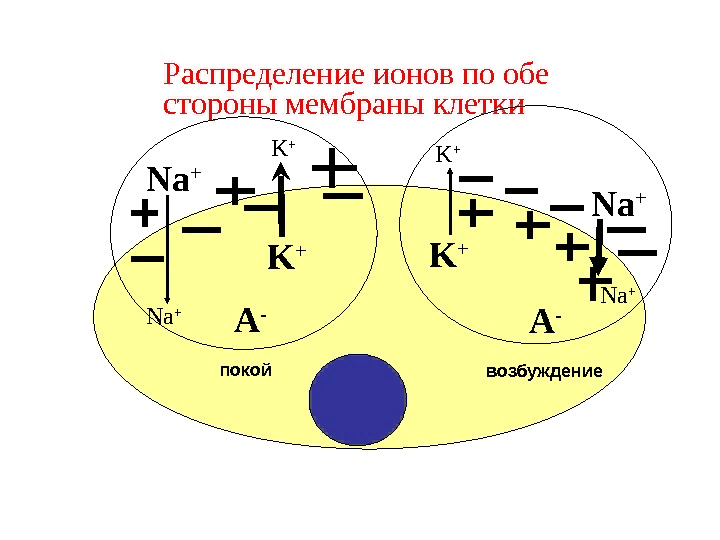 Распределение ионов по обе
стороны мембраны клетки
K⁺
K⁺
Na⁺
Na⁺
K⁺
K⁺
Na⁺
Na⁺
A⁻
A⁻
покой
возбуждение